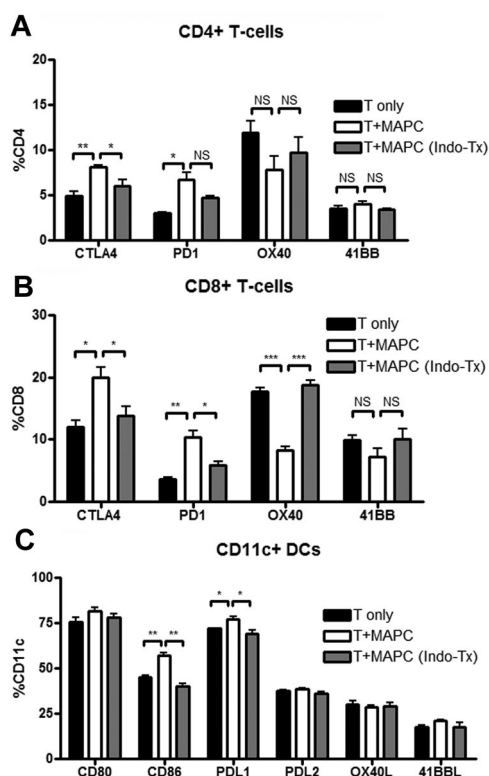 A
CD4+ T-cells
20
15
10
5
0
%CD4
** * * NS NS NS NS NS
T only
T+MAPC
T+MAPC (Indo-Tx)
CTLA4 PD1 OX40 41BB
B
CD8+ T-cells
30
20
10
0
%CD8
* * ** * *** *** NS NS
T only
T+MAPC
T+MAPC (Indo-Tx)
CTLA4 PD1 OX40 41BB
C
CD11c+ DCs
100
75
50
25
0
%CD11c
** ** * *
T only
T+MAPC
T+MAPC (Indo-Tx)
CD80 CD86 PDL1 PDL2 OX40L 41BBL